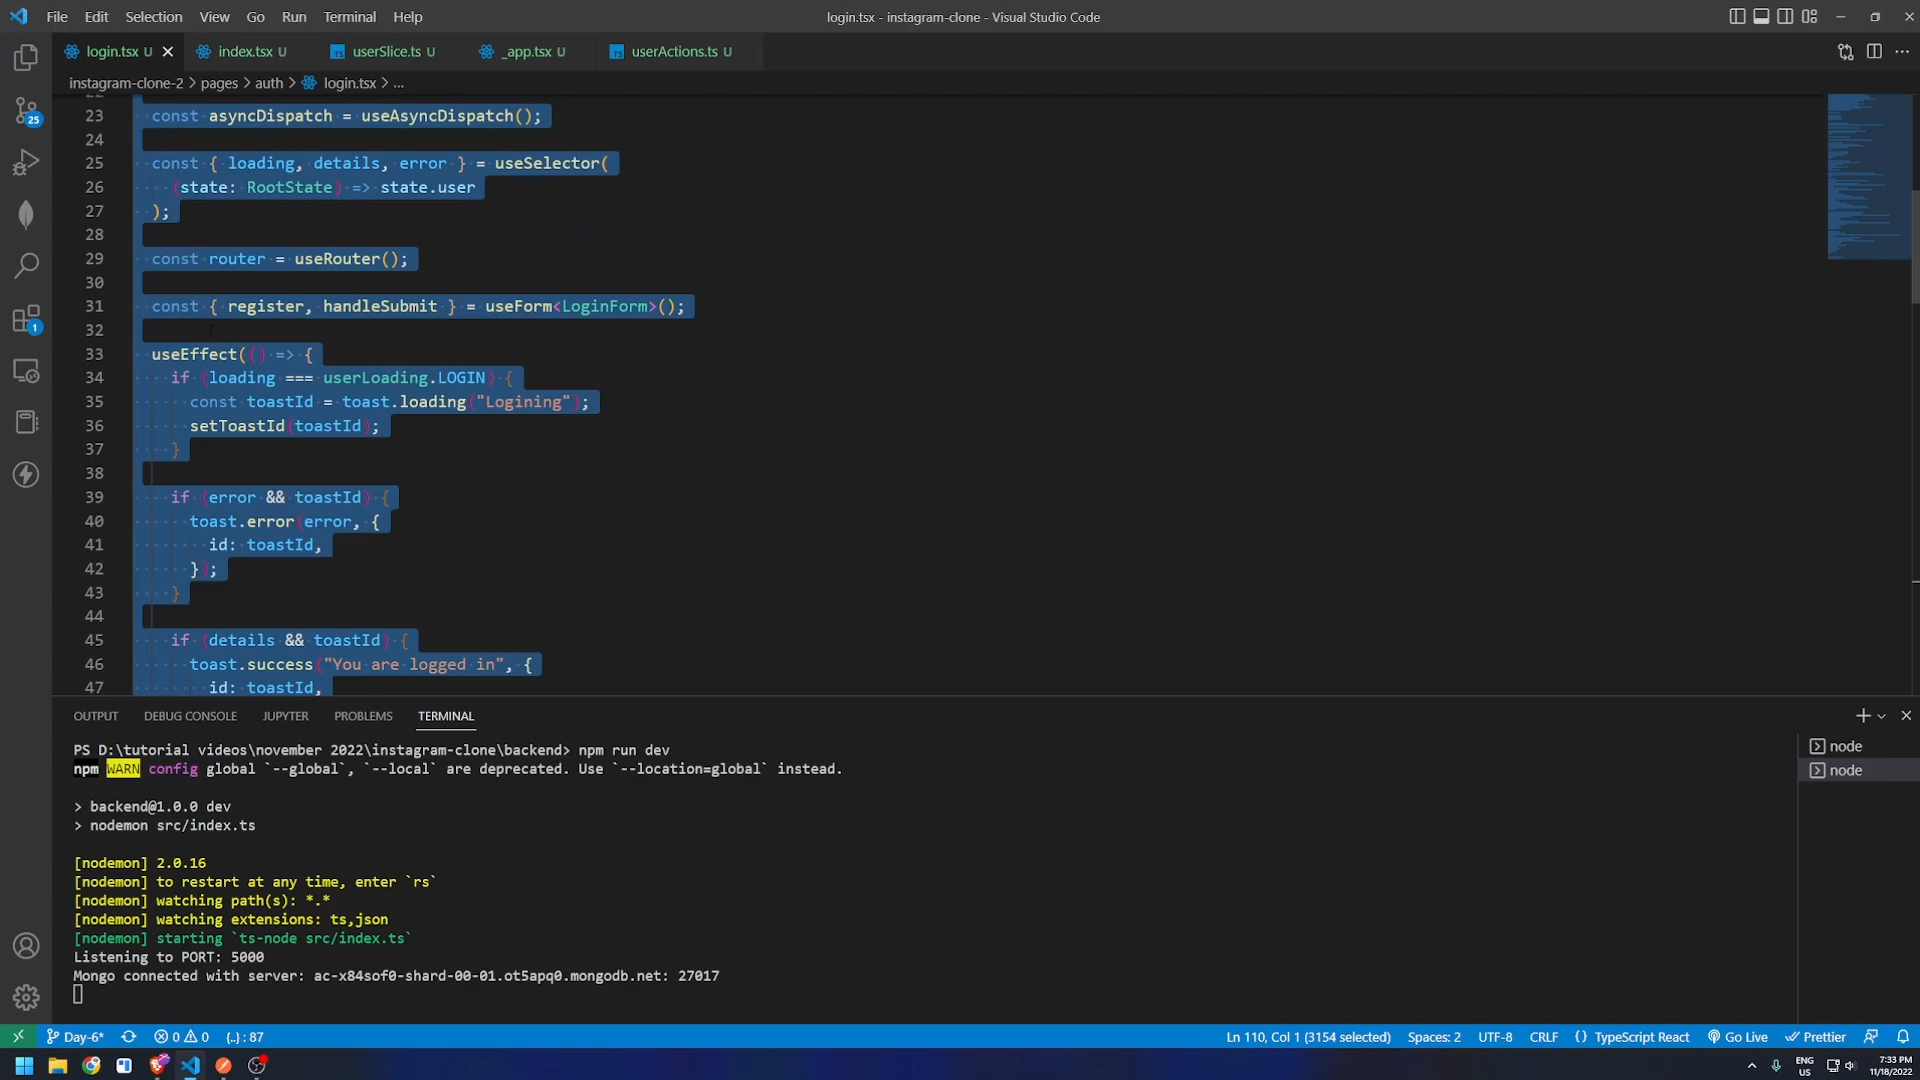 File Edit Selection View Go Run Terminal Help
login.tsx - instagram-clone - Visual Studio Code
login.tsx U index.tsx U userSlice.ts U _app.tsx U userActions.ts U
instagram-clone-2 > pages > auth > login.tsx > ...
23 const asyncDispatch = useAsyncDispatch();
24
25 const { loading, details, error } = useSelector(
26 (state: RootState) => state.user
27 );
28
29 const router = useRouter();
30
31 const { register, handleSubmit } = useForm<LoginForm>();
32
33 useEffect(() => {
34 if (loading === userLoading.LOGIN) {
35 const toastId = toast.loading("Logining");
36 setToastId(toastId);
37 }
38
39 if (error && toastId) {
40 toast.error(error, {
41 id: toastId,
42 });
43 }
44
45 if (details && toastId) {
46 toast.success("You are logged in", {
47 id: toastId,
OUTPUT DEBUG CONSOLE JUPYTER PROBLEMS TERMINAL
PS D:\tutorial videos\november 2022\instagram-clone\backend> npm run dev
npm WARN config global `--global`, `--local` are deprecated. Use `--location=global` instead.
> backend@1.0.0 dev
> nodemon src/index.ts
[nodemon] 2.0.16
[nodemon] to restart at any time, enter `rs`
[nodemon] watching path(s): *.*
[nodemon] watching extensions: ts,json
[nodemon] starting `ts-node src/index.ts`
Listening to PORT: 5000
Mongo connected with server: ac-x84sof0-shard-00-01.ot5apq0.mongodb.net: 27017
node
node
25
1
Day-6* 0 0 {..} : 87
Ln 110, Col 1 (3154 selected) Spaces: 2 UTF-8 CRLF {} TypeScript React Go Live Prettier
ENG
US
7:33 PM
11/18/2022